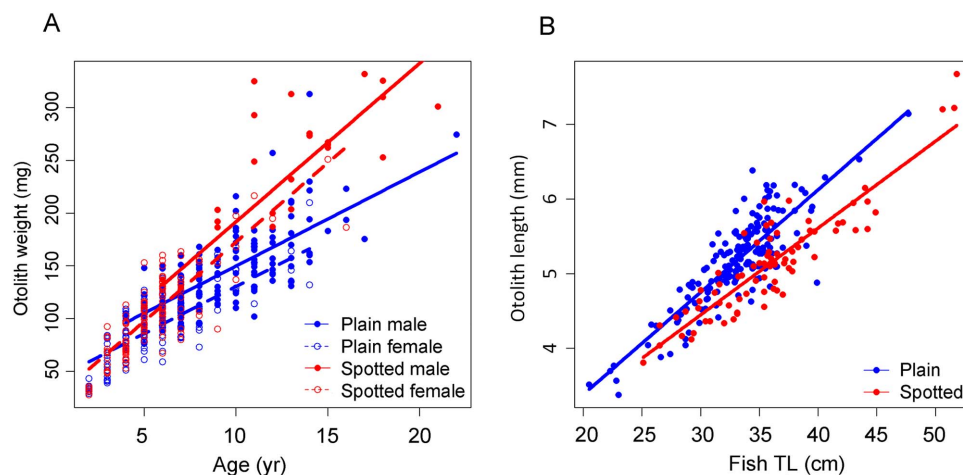 A
Otolith weight (mg)
300
250
200
150
100
50
5
10
15
20
Age (yr)
Plain male
Plain female
Spotted male
Spotted female
B
Otolith length (mm)
7
6
5
4
20
25
30
35
40
45
50
Fish TL (cm)
Plain
Spotted